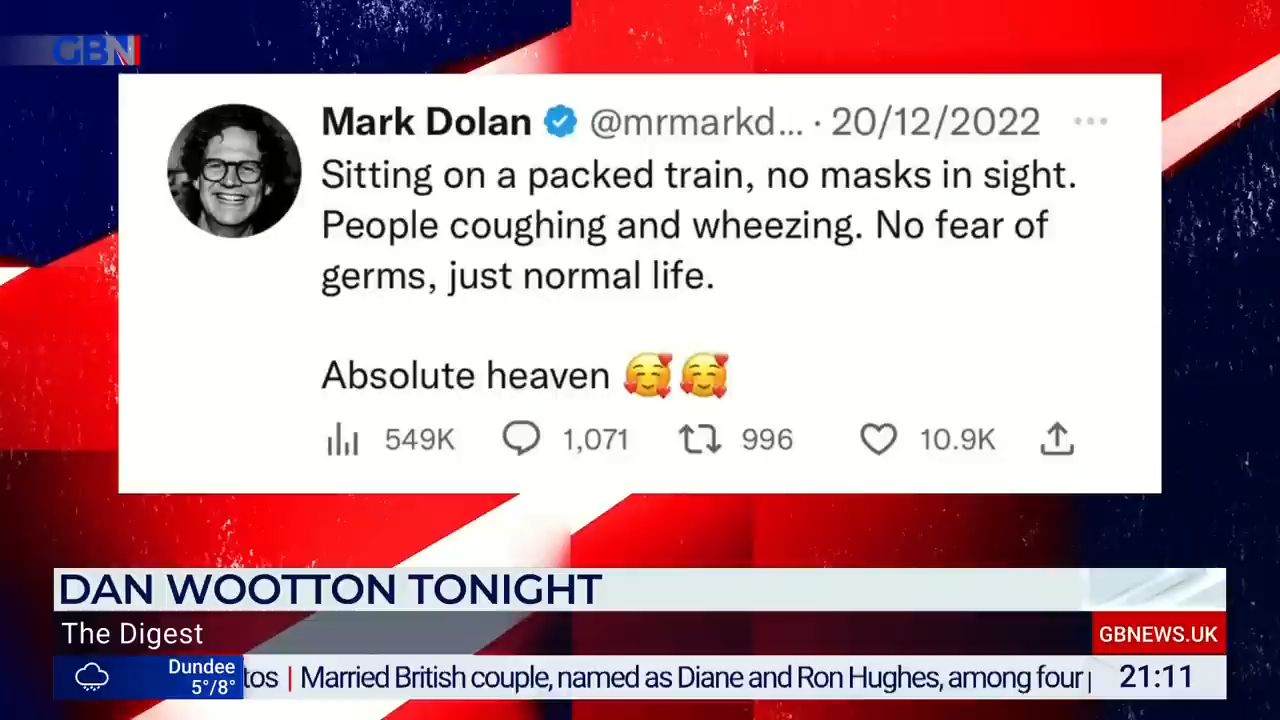 GBN
Mark Dolan @mrmarkd... · 20/12/2022
Sitting on a packed train, no masks in sight.
People coughing and wheezing. No fear of
germs, just normal life.
Absolute heaven 🥰🥰
549K 1,071 996 10.9K
DAN WOOTTON TONIGHT
The Digest
GBNEWS.UK
Dundee
5°/8°
tos | Married British couple, named as Diane and Ron Hughes, among four
21:11